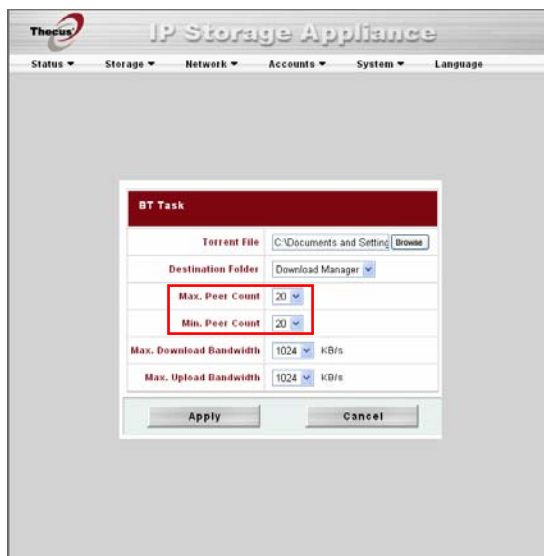 Thecus IP Storage Appliance
Status Storage Network Accounts System Language
BT Task
Torrent File C:\Documents and Setting Browse
Destination Folder Download Manager
Max. Peer Count 20
Min. Peer Count 20
Max. Download Bandwidth 1024 KB/s
Max. Upload Bandwidth 1024 KB/s
Apply Cancel